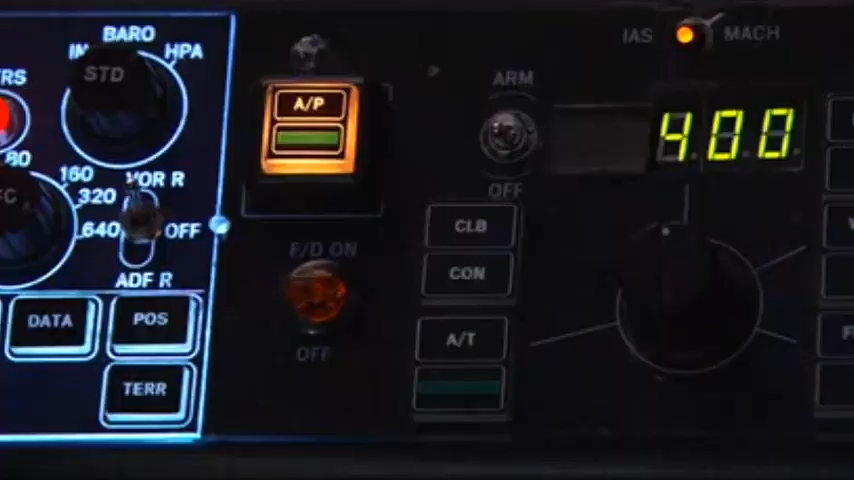 BARO
IN
HPA
STD
RS
80
160
VOR R
320
640
OFF
ADF R
DATA
POS
TERR
A/P
F/D ON
OFF
ARM
OFF
CLB
CON
A/T
IAS
MACH
400